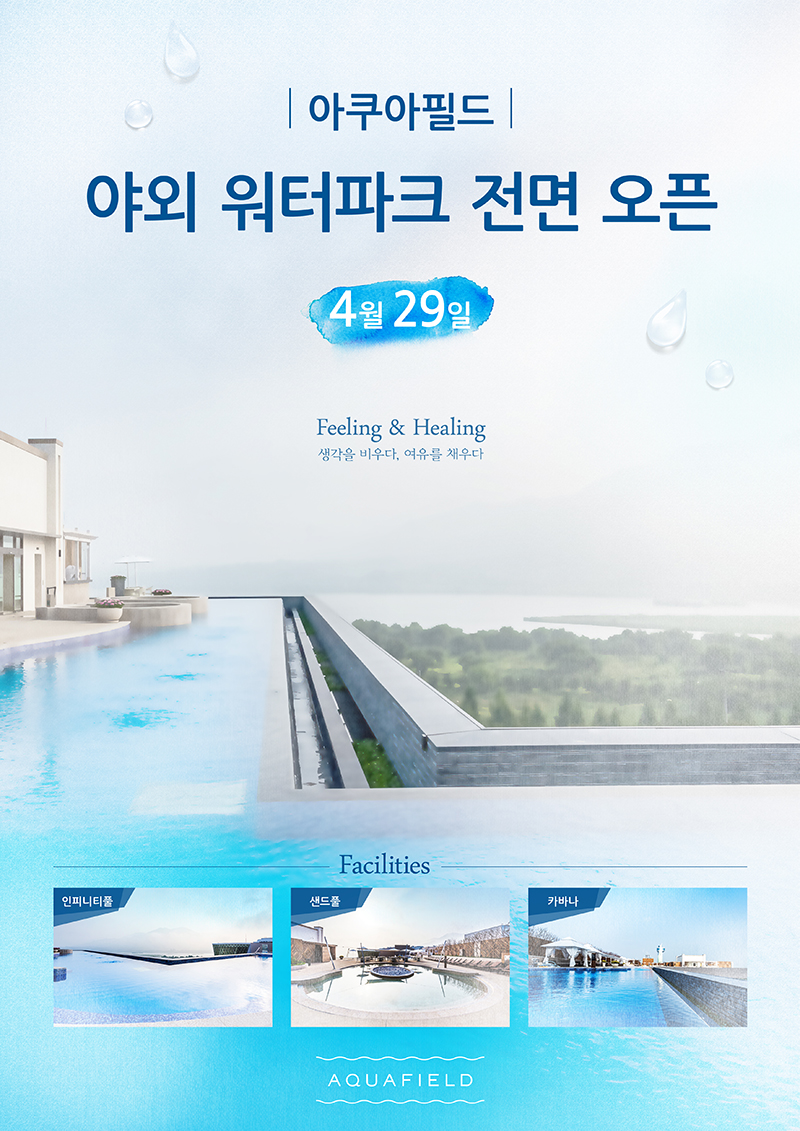 아쿠아필드
야외 워터파크 전면 오픈
4월 29일
Feeling & Healing
생각을 비우다, 여유를 채우다
Facilities
인피니티풀
샌드풀
카바나
AQUAFIELD